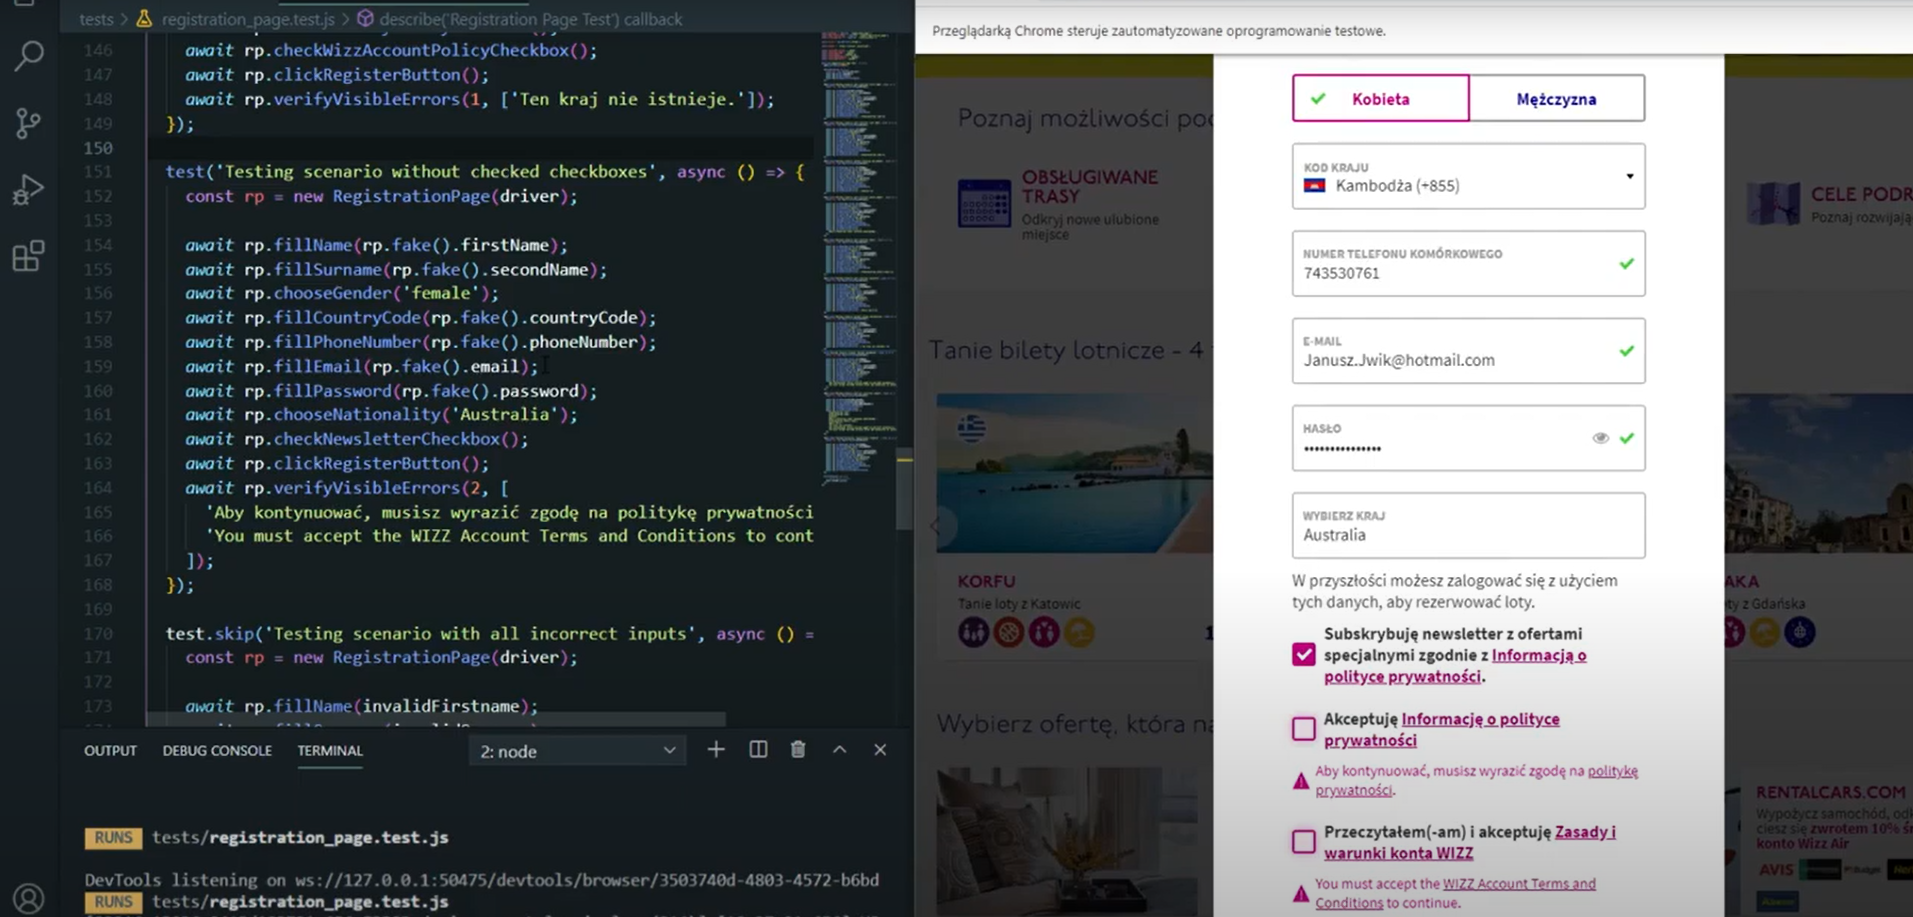 tests > registration_page.test.js > describe('Registration Page Test') callback
146 await rp.checkWizzAccountPolicyCheckbox();
147 await rp.clickRegisterButton();
148 await rp.verifyVisibleErrors(1, ['Ten kraj nie istnieje.']);
149 });
150
151 test('Testing scenario without checked checkboxes', async () => {
152 const rp = new RegistrationPage(driver);
153
154 await rp.fillName(rp.fake().firstName);
155 await rp.fillSurname(rp.fake().secondName);
156 await rp.chooseGender('female');
157 await rp.fillCountryCode(rp.fake().countryCode);
158 await rp.fillPhoneNumber(rp.fake().phoneNumber);
159 await rp.fillEmail(rp.fake().email);
160 await rp.fillPassword(rp.fake().password);
161 await rp.chooseNationality('Australia');
162 await rp.checkNewsletterCheckbox();
163 await rp.clickRegisterButton();
164 await rp.verifyVisibleErrors(2, [
165 'Aby kontynuować, musisz wyrazić zgodę na politykę prywatności
166 'You must accept the WIZZ Account Terms and Conditions to cont
167 ]);
168 });
169
170 test.skip('Testing scenario with all incorrect inputs', async () =
171 const rp = new RegistrationPage(driver);
172
173 await rp.fillName(invalidFirstname);
OUTPUT DEBUG CONSOLE TERMINAL 2: node
RUNS tests/registration_page.test.js
DevTools listening on ws://127.0.0.1:50475/devtools/browser/3503740d-4803-4572-b6bd
RUNS tests/registration_page.test.js
Przeglądarką Chrome steruje zautomatyzowane oprogramowanie testowe.
Poznaj możliwości
OBSŁUGIWANE
TRASY
Odkryj nowe ulubione
miejsce
Tanie bilety lotnicze - 4
KORFU
Tanie loty z Katowic
Wybierz ofertę, która
Kobieta Mężczyzna
KOD KRAJU
Kambodża (+855)
NUMER TELEFONU KOMÓRKOWEGO
743530761
E-MAIL
Janusz.Jwik@hotmail.com
HASŁO
•••••••••••••••
WYBIERZ KRAJ
Australia
W przyszłości możesz zalogować się z użyciem
tych danych, aby rezerwować loty.
Subskrybuję newsletter z ofertami
specjalnymi zgodnie z Informacją o
polityce prywatności.
Akceptuję Informację o polityce
prywatności
Aby kontynuować, musisz wyrazić zgodę na politykę
prywatności.
Przeczytałem(-am) i akceptuję Zasady i
warunki konta WIZZ
You must accept the WIZZ Account Terms and
Conditions to continue.
CELE PODR
Poznaj rozwijają
AKA
ty z Gdańska
RENTALCARS.COM
Wypożycz samochód, od
ciesz się zwrotem 10% śr
konto Wizz Air
AVIS Budget